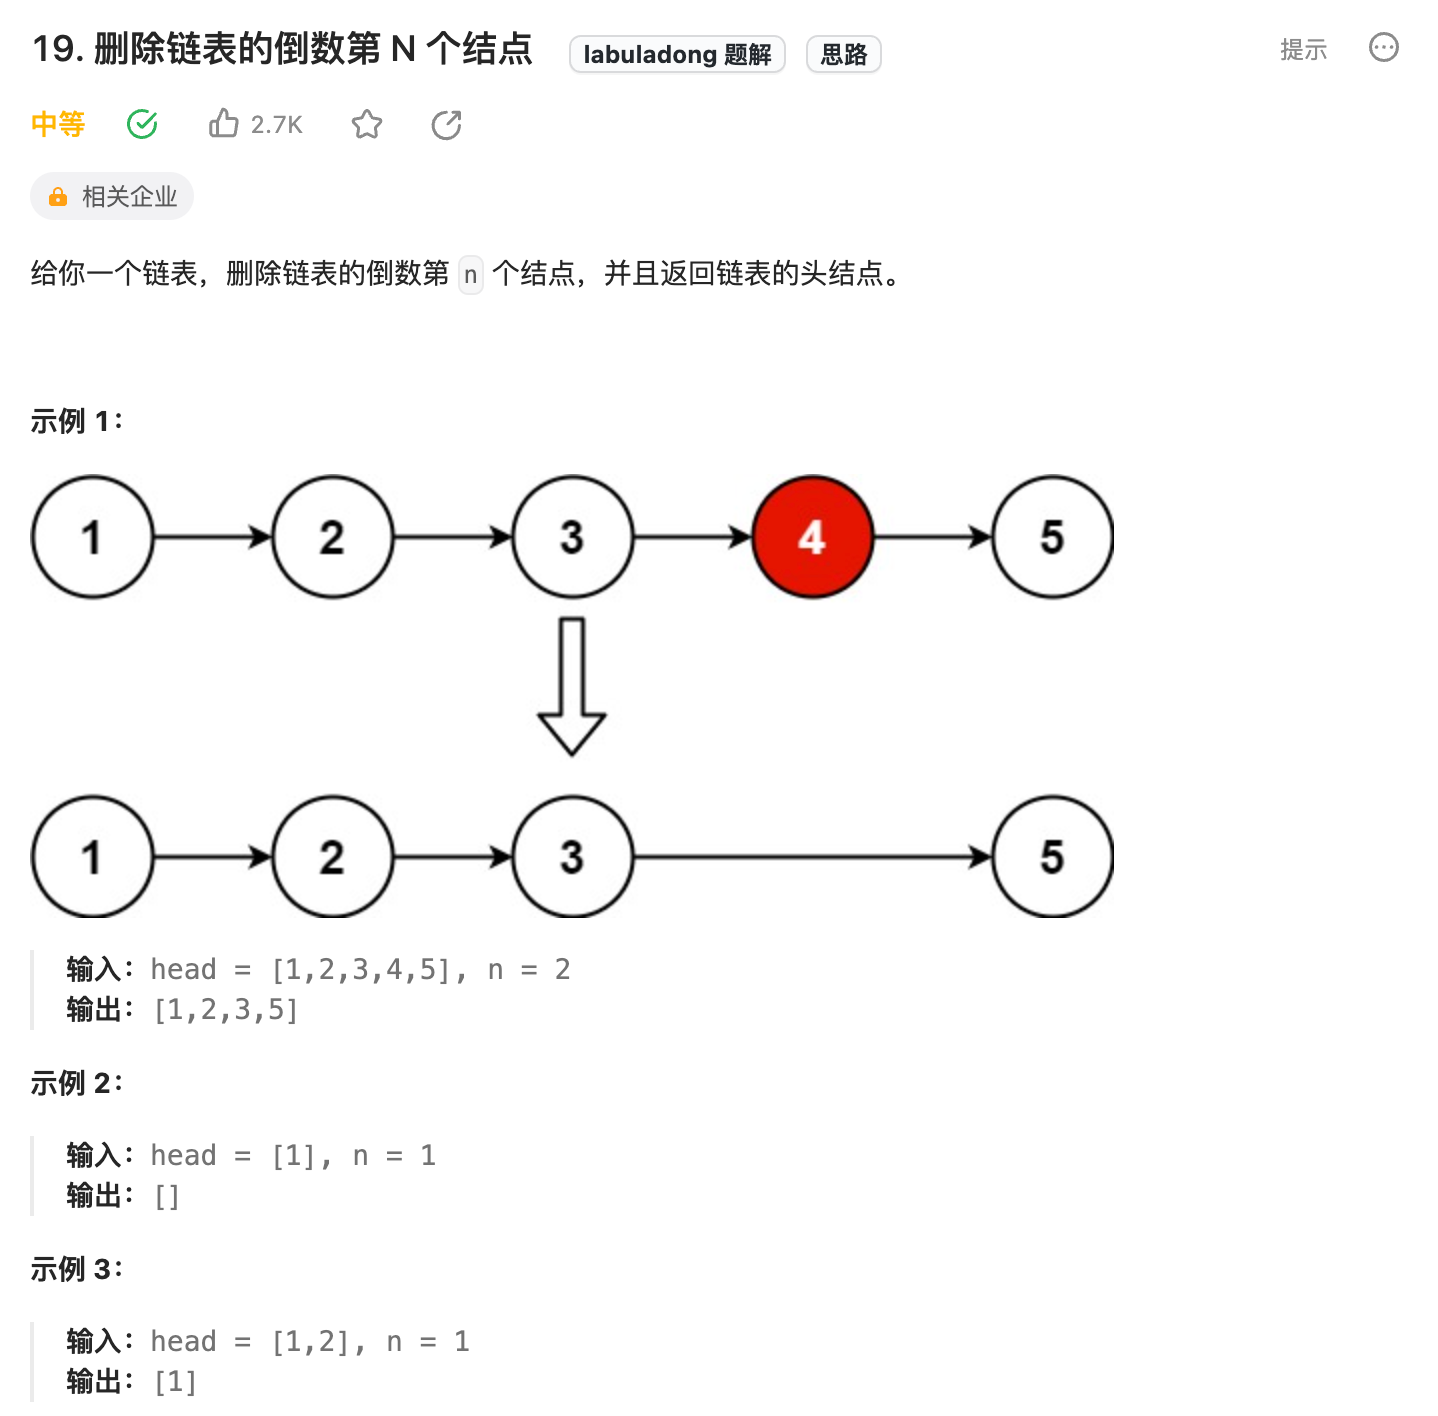 19. 删除链表的倒数第 N 个结点 labuladong 题解 思路 提示
中等 2.7K
相关企业
给你一个链表，删除链表的倒数第 n 个结点，并且返回链表的头结点。
示例 1：
1 2 3 4 5
1 2 3 5
输入：head = [1,2,3,4,5], n = 2
输出：[1,2,3,5]
示例 2：
输入：head = [1], n = 1
输出：[]
示例 3：
输入：head = [1,2], n = 1
输出：[1]